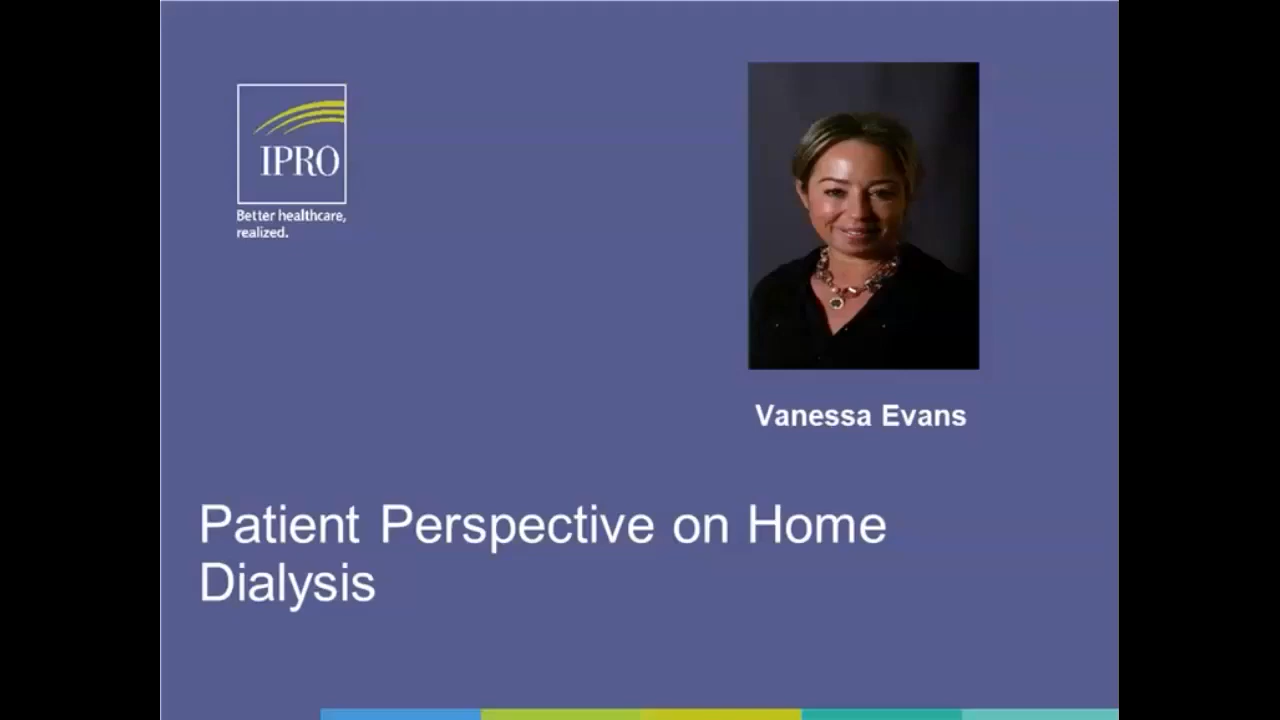 IPRO
Better healthcare,
realized.
Vanessa Evans
Patient Perspective on Home
Dialysis